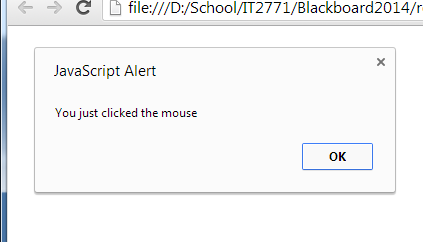 file:///D:/School/IT2771/Blackboard2014/r
JavaScript Alert
You just clicked the mouse
OK